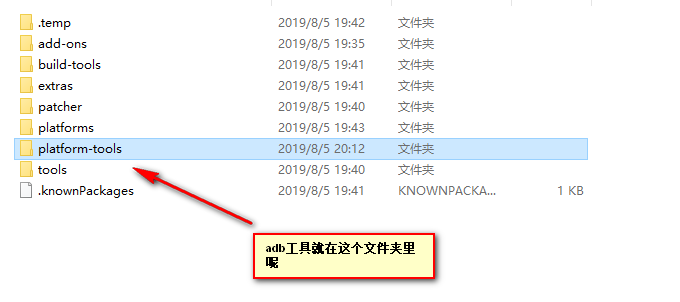 .temp 2019/8/5 19:42 文件夹
add-ons 2019/8/5 19:35 文件夹
build-tools 2019/8/5 19:41 文件夹
extras 2019/8/5 19:41 文件夹
patcher 2019/8/5 19:40 文件夹
platforms 2019/8/5 19:43 文件夹
platform-tools 2019/8/5 20:12 文件夹
tools 2019/8/5 19:40 文件夹
.knownPackages 2019/8/5 19:41 KNOWNPACKA... 1 KB
adb工具就在这个文件夹里
呢